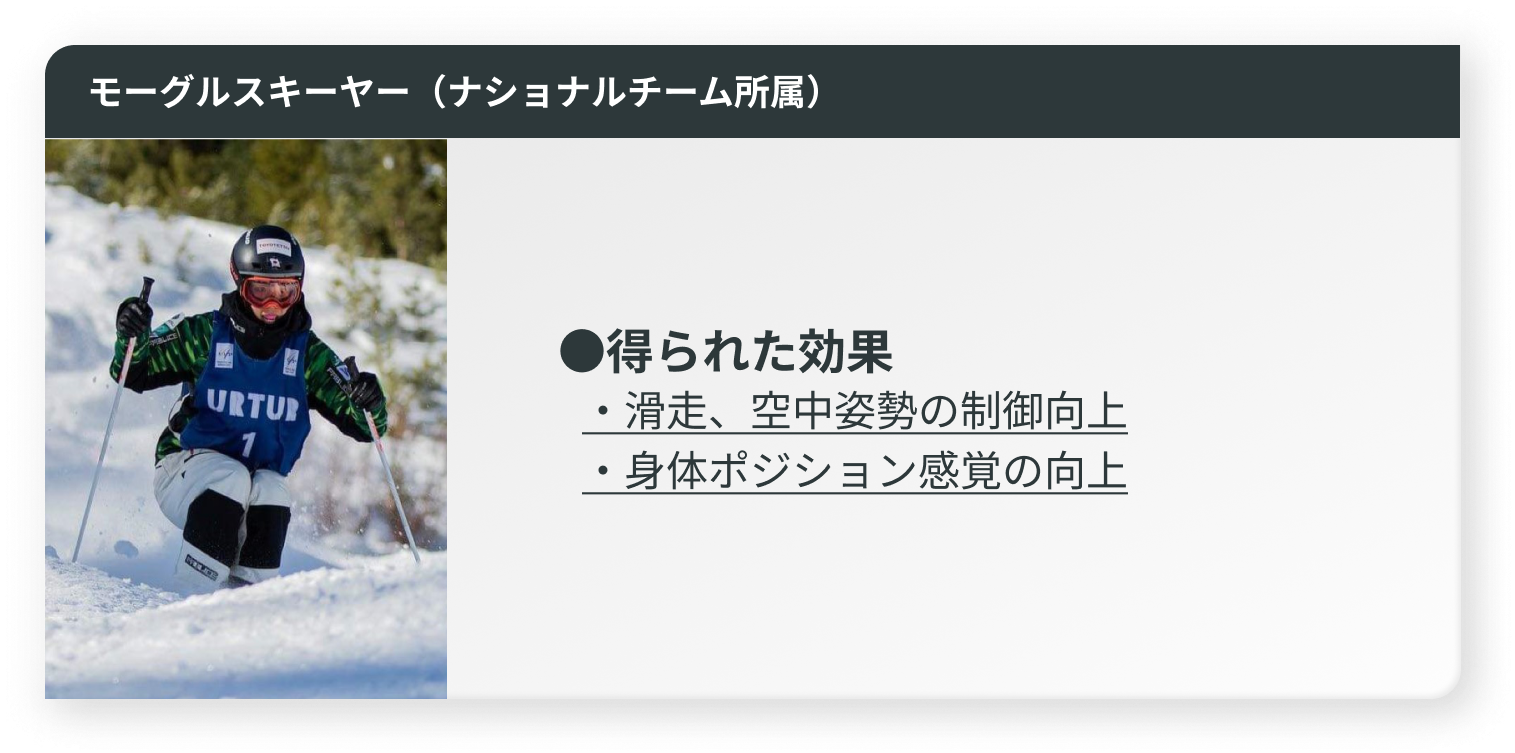 モーグルスキーヤー（ナショナルチーム所属）
●得られた効果
・滑走、空中姿勢の制御向上
・身体ポジション感覚の向上
URTUR
1